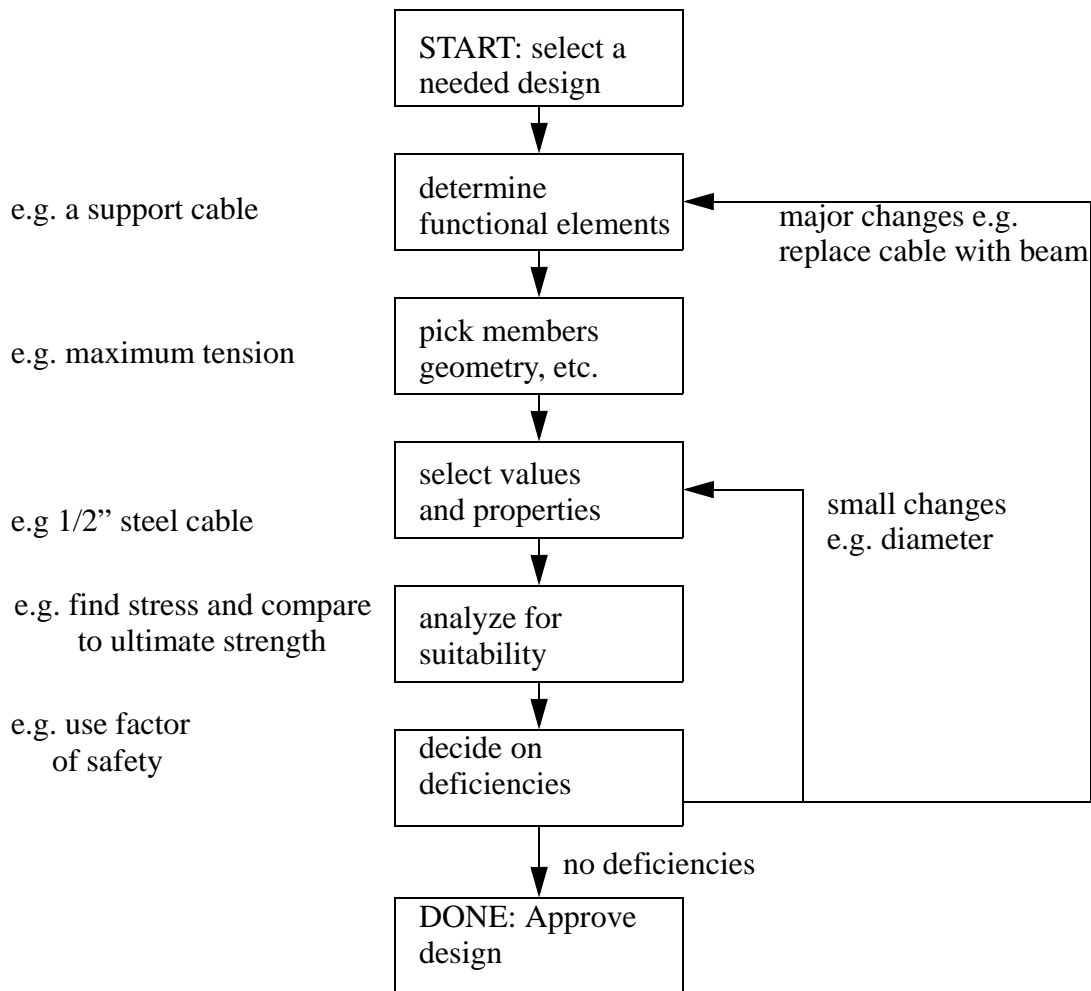 START: select a
needed design
e.g. a support cable
determine
functional elements
major changes e.g.
replace cable with beam
e.g. maximum tension
pick members
geometry, etc.
e.g 1/2” steel cable
select values
and properties
small changes
e.g. diameter
e.g. find stress and compare
to ultimate strength
analyze for
suitability
e.g. use factor
of safety
decide on
deficiencies
no deficiencies
DONE: Approve
design